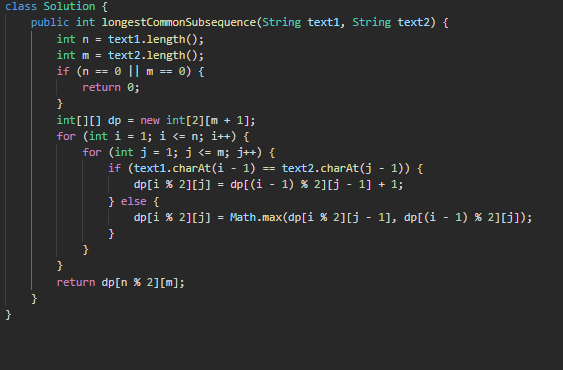 class Solution {
    public int longestCommonSubsequence(String text1, String text2) {
        int n = text1.length();
        int m = text2.length();
        if (n == 0 || m == 0) {
            return 0;
        }
        int[][] dp = new int[2][m + 1];
        for (int i = 1; i <= n; i++) {
            for (int j = 1; j <= m; j++) {
                if (text1.charAt(i - 1) == text2.charAt(j - 1)) {
                    dp[i % 2][j] = dp[(i - 1) % 2][j - 1] + 1;
                } else {
                    dp[i % 2][j] = Math.max(dp[i % 2][j - 1], dp[(i - 1) % 2][j]);
                }
            }
        }
        return dp[n % 2][m];
    }
}